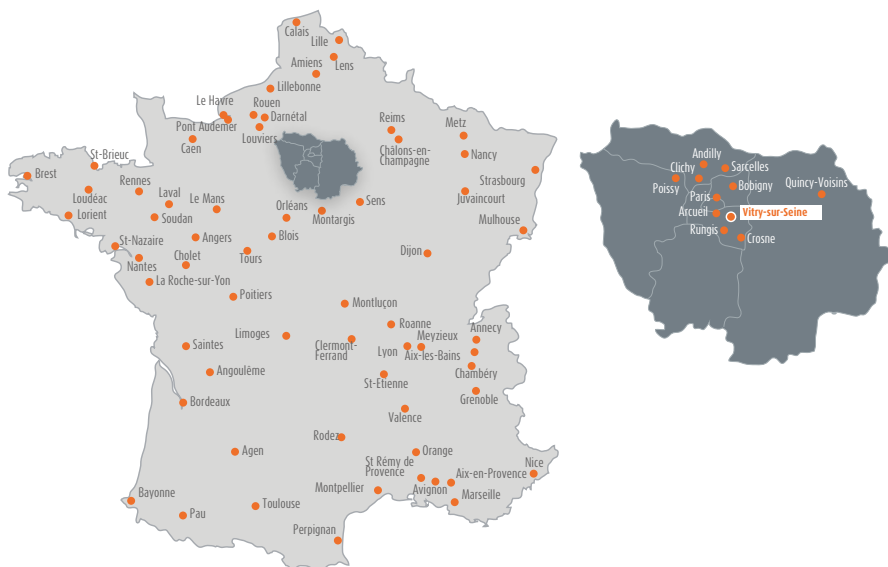 Calais
Lille
Lens
Amiens
Lillebonne
Le Havre
Rouen
Darnétal
Pont Audemer
Louviers
Caen
Reims
Châlons-en-
Champagne
Metz
Nancy
Strasbourg
Juvaincourt
Mulhouse
St-Brieuc
Brest
Loudéac
Rennes
Laval
Le Mans
Lorient
Soudan
Orléans
Montargis
Sens
St-Nazaire
Angers
Blois
Nantes
Cholet
Tours
Dijon
La Roche-sur-Yon
Poitiers
Montluçon
Limoges
Roanne
Meyzieux
Annecy
Clermont-
Ferrand
Lyon
Aix-les-Bains
Saintes
Chambéry
Angoulême
St-Etienne
Grenoble
Bordeaux
Valence
Rodez
Agen
Orange
St Rémy de
Provence
Aix-en-Provence
Nice
Montpellier
Avignon
Marseille
Bayonne
Pau
Toulouse
Perpignan
Andilly
Clichy
Sarcelles
Poissy
Bobigny
Quincy-Voisins
Paris
Arcueil
Vitry-sur-Seine
Rungis
Crosne